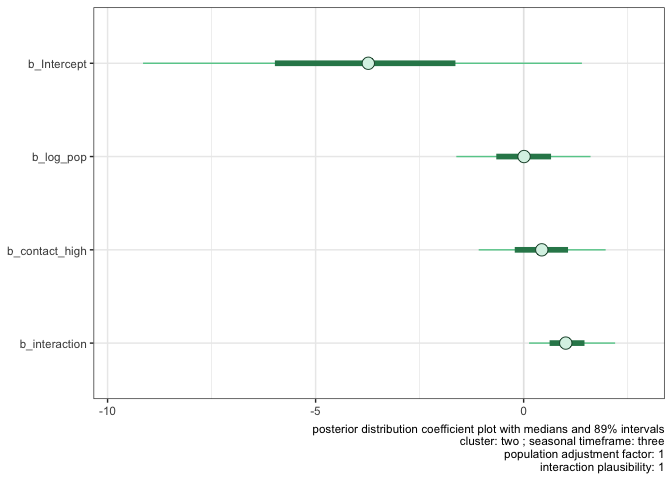 b_Intercept
b_log_pop
b_contact_high
b_interaction
-10
-5
0
posterior distribution coefficient plot with medians and 89% intervals
cluster: two ; seasonal timeframe: three
population adjustment factor: 1
interaction plausibility: 1